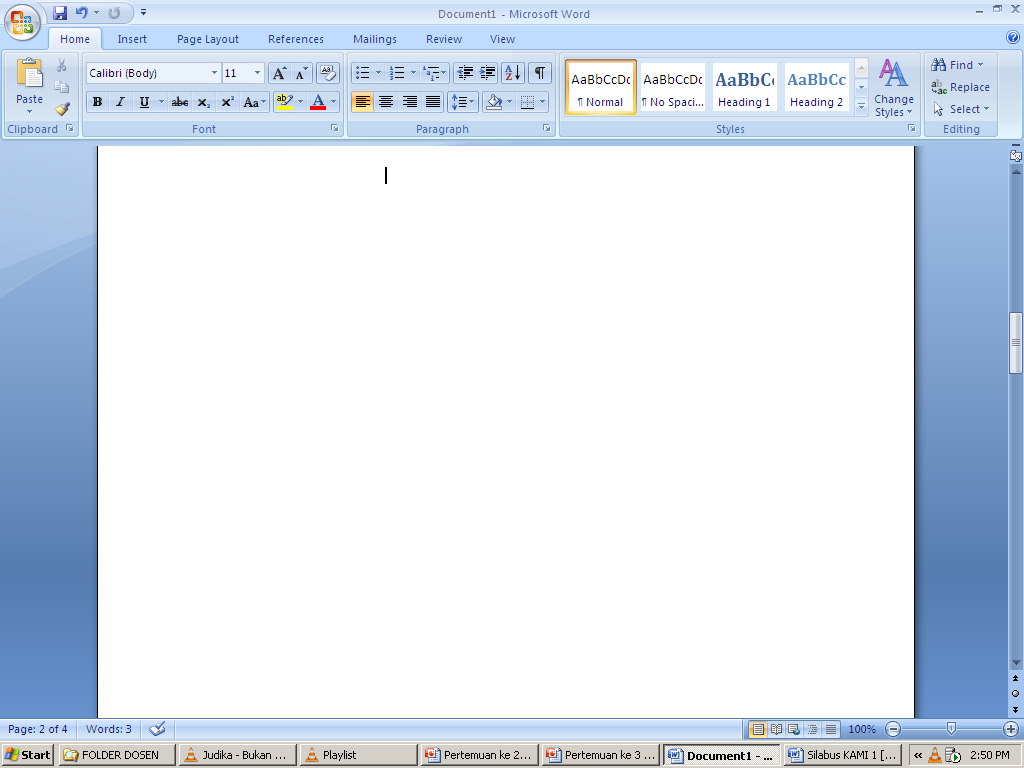 Document1 - Microsoft Word
Home Insert Page Layout References Mailings Review View
Paste
Clipboard
Calibri (Body) 11
B I U abc x₂ x² Aa ab A
Font
Paragraph
AaBbCcDc AaBbCcDc AaBbC AaBbCc
¶ Normal ¶ No Spaci... Heading 1 Heading 2
Change Styles
Styles
Find
Replace
Select
Editing
Page: 2 of 4 Words: 3 100%
Start FOLDER DOSEN Judika - Bukan ... Playlist Pertemuan ke 2... Pertemuan ke 3 ... Document1 - ... Silabus KAMI 1 [... « 2:50 PM